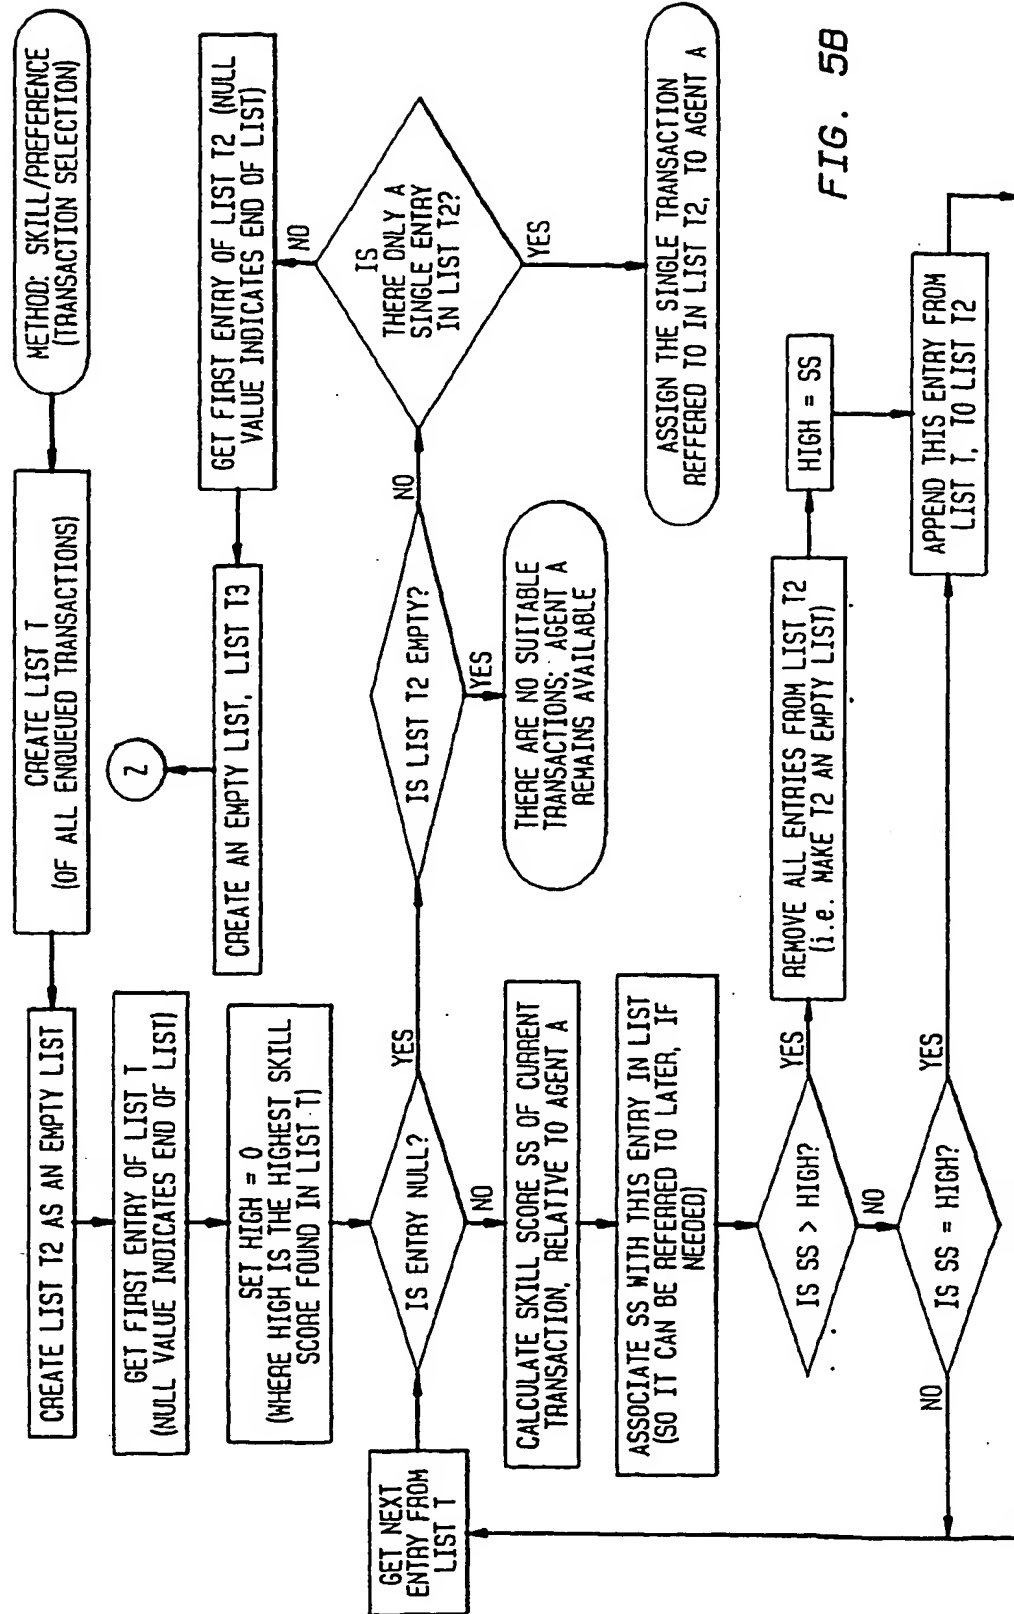 METHOD: SKILL/PREFERENCE
(TRANSACTION SELECTION)
CREATE LIST T
(OF ALL ENQUEUED TRANSACTIONS)
CREATE LIST T2 AS AN EMPTY LIST
GET FIRST ENTRY OF LIST T
(NULL VALUE INDICATES END OF LIST)
SET HIGH = 0
(WHERE HIGH IS THE HIGHEST SKILL
SCORE FOUND IN LIST T)
GET NEXT
ENTRY FROM
LIST T
IS ENTRY NULL?
YES
NO
IS LIST T2 EMPTY?
NO
YES
THERE ARE NO SUITABLE
TRANSACTIONS; AGENT A
REMAINS AVAILABLE
IS
THERE ONLY A
SINGLE ENTRY
IN LIST T2?
NO
YES
GET FIRST ENTRY OF LIST T2 (NULL
VALUE INDICATES END OF LIST)
CREATE AN EMPTY LIST, LIST T3
Z
ASSIGN THE SINGLE TRANSACTION
REFFERED TO IN LIST T2, TO AGENT A
CALCULATE SKILL SCORE SS OF CURRENT
TRANSACTION, RELATIVE TO AGENT A
ASSOCIATE SS WITH THIS ENTRY IN LIST
(SO IT CAN BE REFERRED TO LATER, IF
NEEDED)
IS SS > HIGH?
YES
NO
REMOVE ALL ENTRIES FROM LIST T2
(i.e. MAKE T2 AN EMPTY LIST)
HIGH = SS
IS SS = HIGH?
YES
NO
APPEND THIS ENTRY FROM
LIST T, TO LIST T2
FIG. 5B